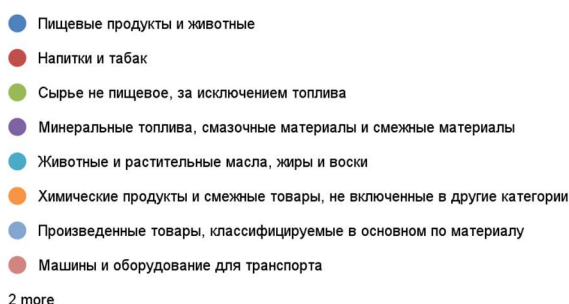 Пищевые продукты и животные
Напитки и табак
Сырье не пищевое, за исключением топлива
Минеральные топлива, смазочные материалы и смежные материалы
Животные и растительные масла, жиры и воски
Химические продукты и смежные товары, не включенные в другие категории
Произведенные товары, классифицируемые в основном по материалу
Машины и оборудование для транспорта
2 more